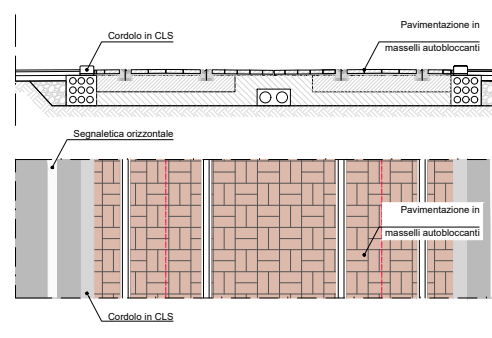 Pavimentazione in
masselli autobloccanti
Cordolo in CLS
Segnaletica orizzontale
Pavimentazione in
masselli autobloccanti
Cordolo in CLS